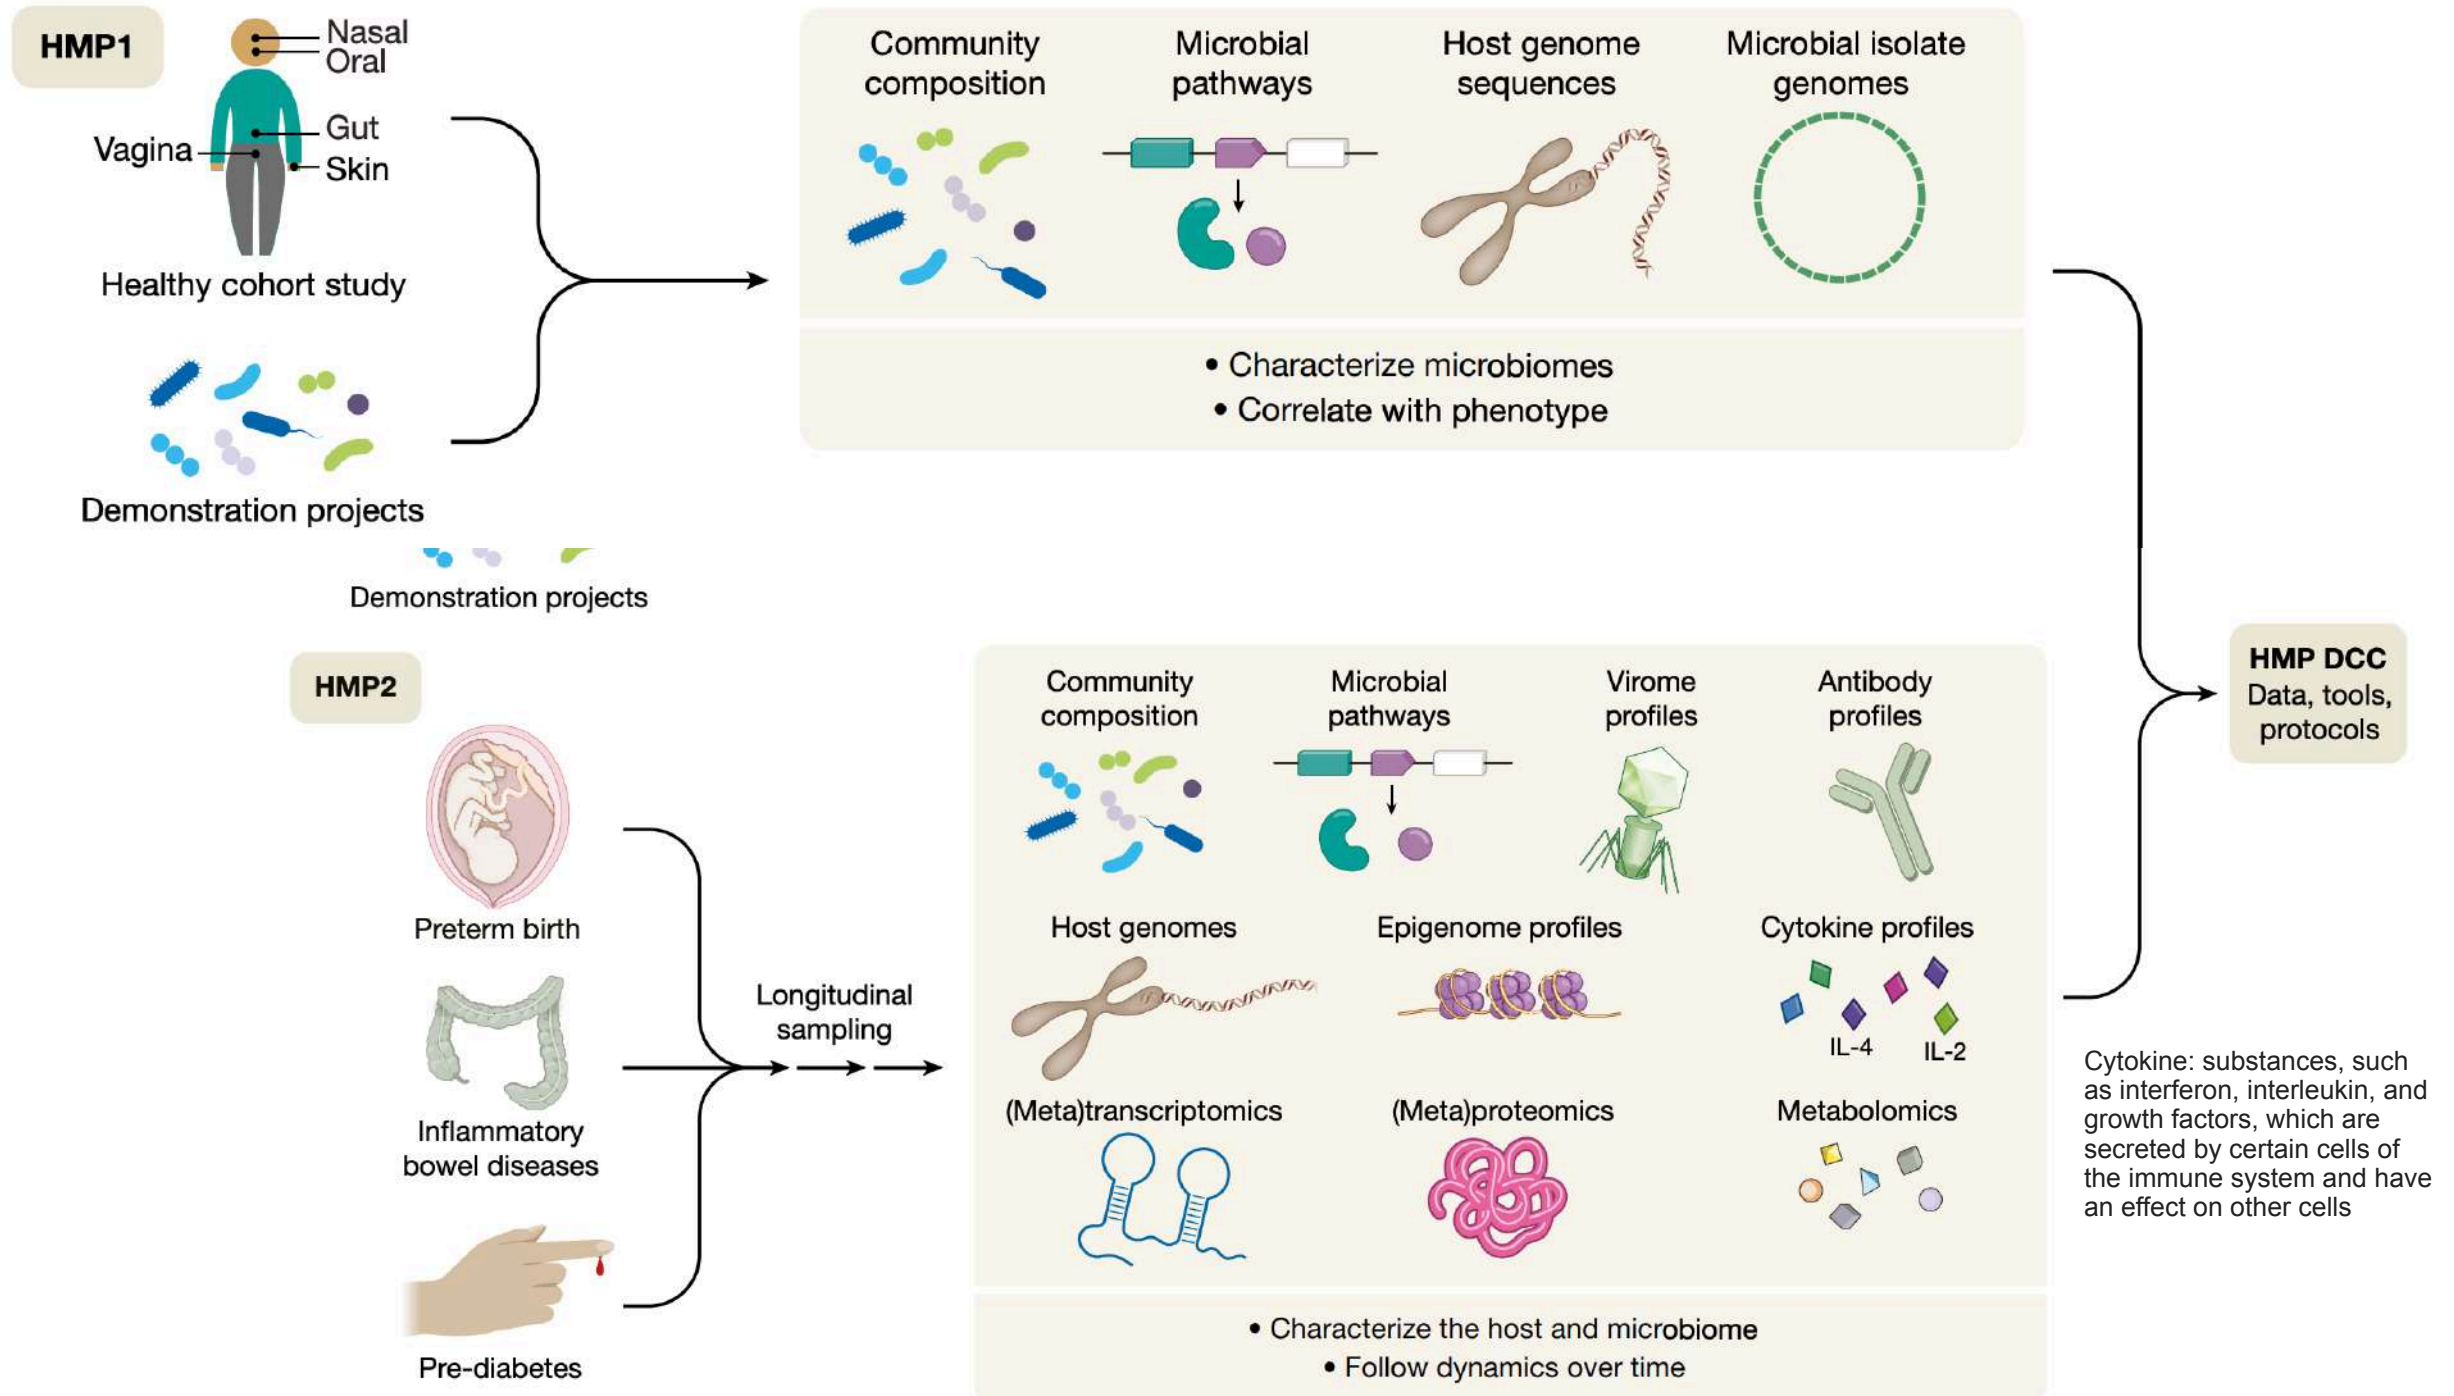 HMP1
Nasal
Oral
Gut
Vagina
Skin
Healthy cohort study
Demonstration projects
Community
composition
Microbial
pathways
Host genome
sequences
Microbial isolate
genomes
• Characterize microbiomes
• Correlate with phenotype
Demonstration projects
HMP2
Preterm birth
Inflammatory
bowel diseases
Pre-diabetes
Longitudinal
sampling
Community
composition
Microbial
pathways
Virome
profiles
Antibody
profiles
Host genomes
Epigenome profiles
Cytokine profiles
IL-4
IL-2
(Meta)transcriptomics
(Meta)proteomics
Metabolomics
• Characterize the host and microbiome
• Follow dynamics over time
HMP DCC
Data, tools,
protocols
Cytokine: substances, such
as interferon, interleukin, and
growth factors, which are
secreted by certain cells of
the immune system and have
an effect on other cells